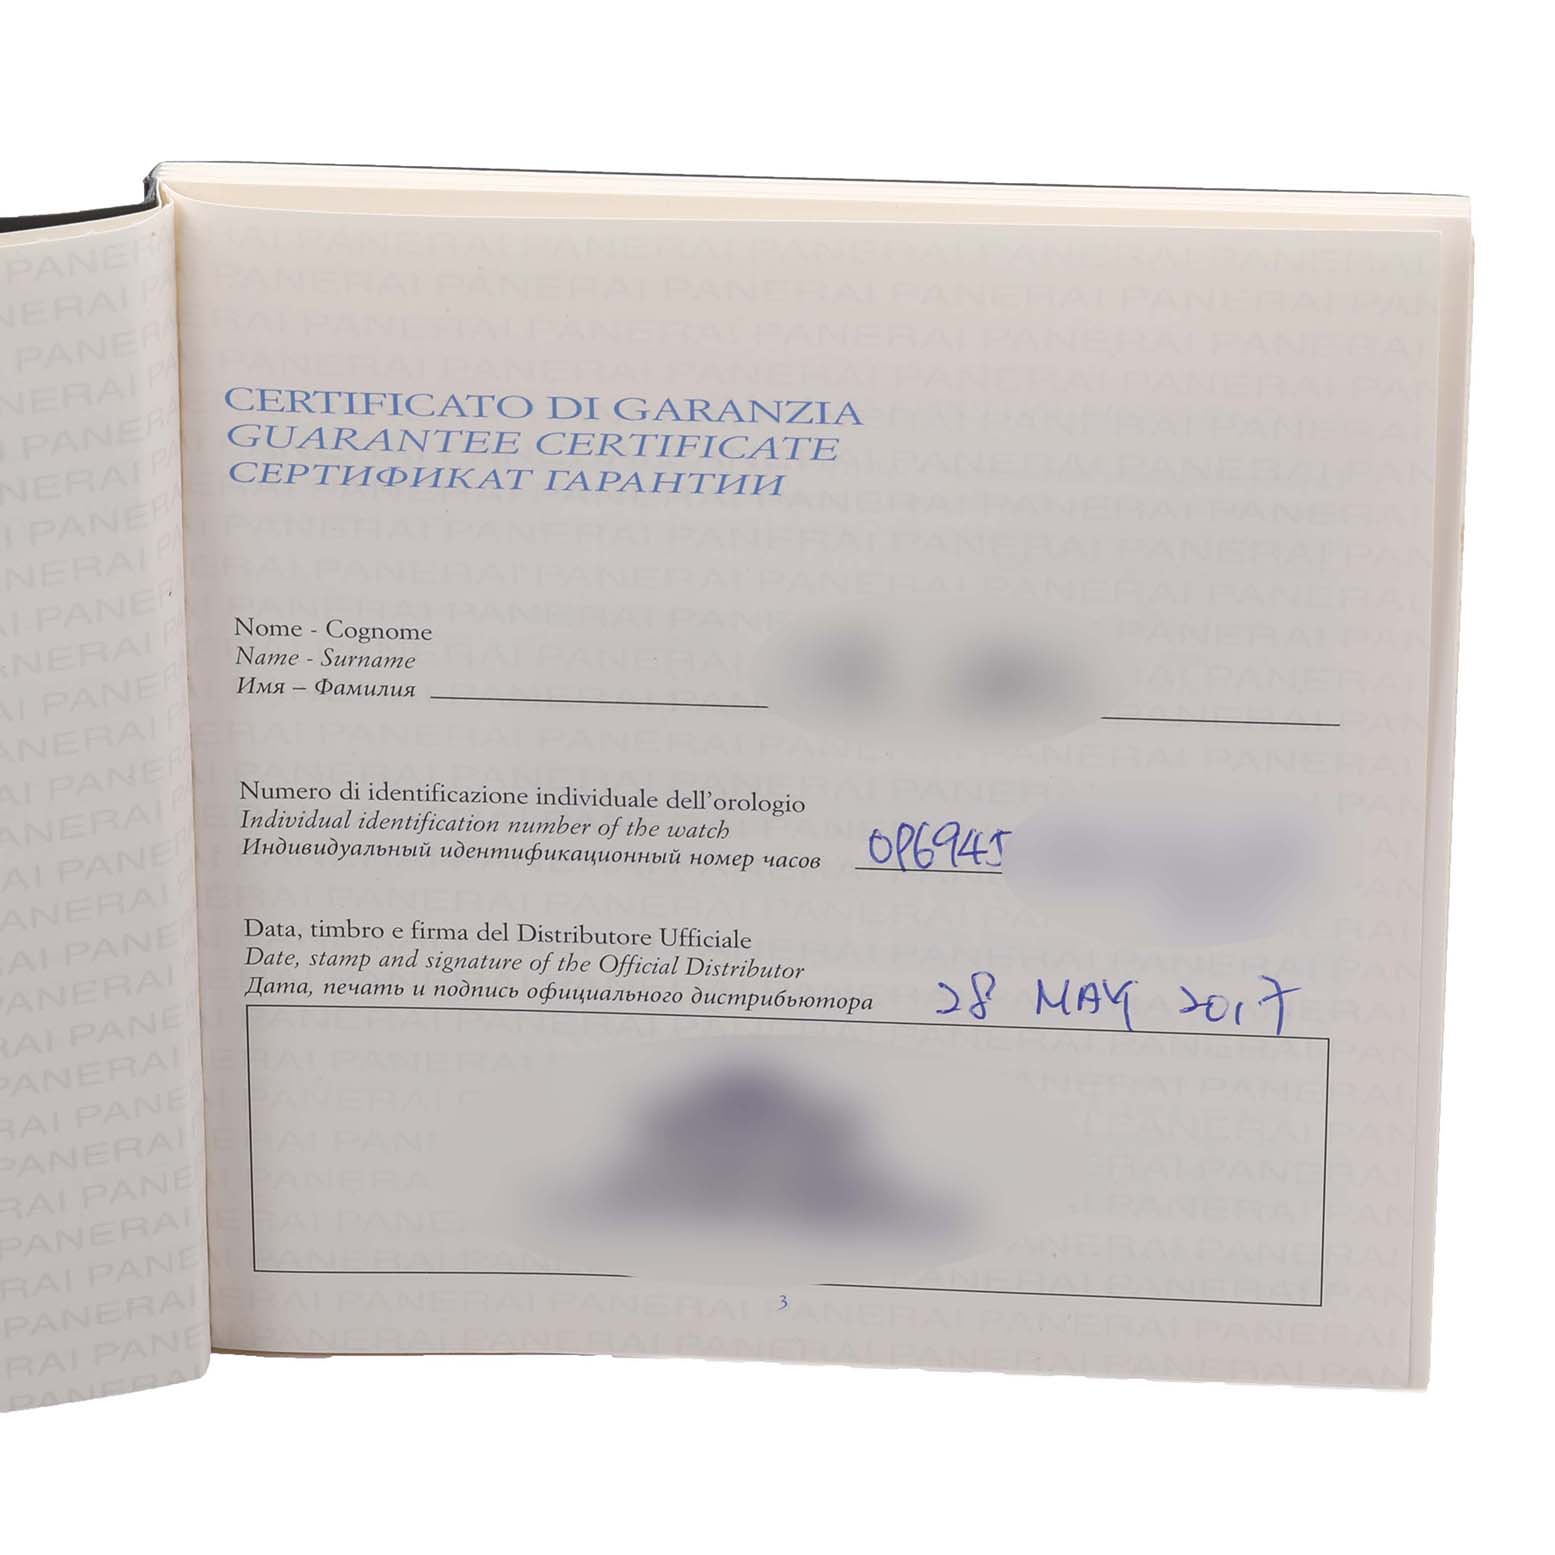 CERTIFICATO DI GARANZIA
GUARANTEE CERTIFICATE
СЕРТИФИКАТ ГАРАНТИИ
Nome - Cognome
Name - Surname
Имя – Фамилия
Numero di identificazione individuale dell'orologio
Individual identification number of the watch
Индивидуальный идентификационный номер часов OP6945
Data, timbro e firma del Distributore Ufficiale
Date, stamp and signature of the Official Distributor
Дата, печать и подпись официального дистрибьютора 28 MAY 2017
3